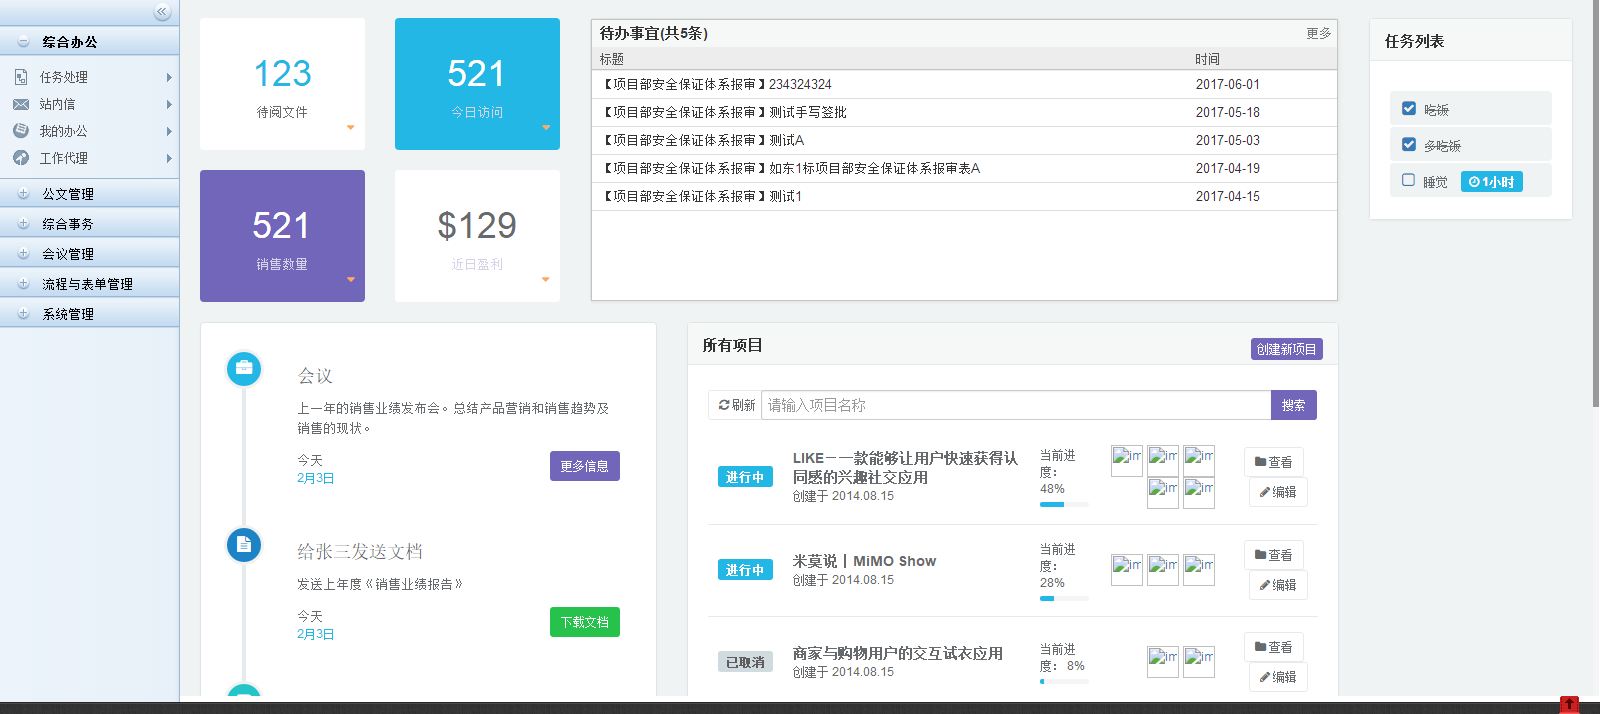 综合办公
任务处理
站内信
我的办公
工作代理
公文管理
综合事务
会议管理
流程与表单管理
系统管理
123
待阅文件
521
今日访问
521
销售数量
$129
近日盈利
待办事宜(共5条) 更多
标题 时间
【项目部安全保证体系报审】234324324 2017-06-01
【项目部安全保证体系报审】测试手写签批 2017-05-18
【项目部安全保证体系报审】测试A 2017-05-03
【项目部安全保证体系报审】如东1标项目部安全保证体系报审表A 2017-04-19
【项目部安全保证体系报审】测试1 2017-04-15
任务列表
吃饭
多吃饭
睡觉 1小时
会议
上一年的销售业绩发布会。总结产品营销和销售趋势及
销售的现状。
今天
2月3日
更多信息
给张三发送文档
发送上年度《销售业绩报告》
今天
2月3日
下载文档
所有项目 创建新项目
刷新 请输入项目名称 搜索
进行中
LIKE－一款能够让用户快速获得认
同感的兴趣社交应用
创建于 2014.08.15
当前进
度：
48%
查看
编辑
进行中
米莫说｜MiMO Show
创建于 2014.08.15
当前进
度：
28%
查看
编辑
已取消
商家与购物用户的交互试衣应用
创建于 2014.08.15
当前进
度： 8%
查看
编辑